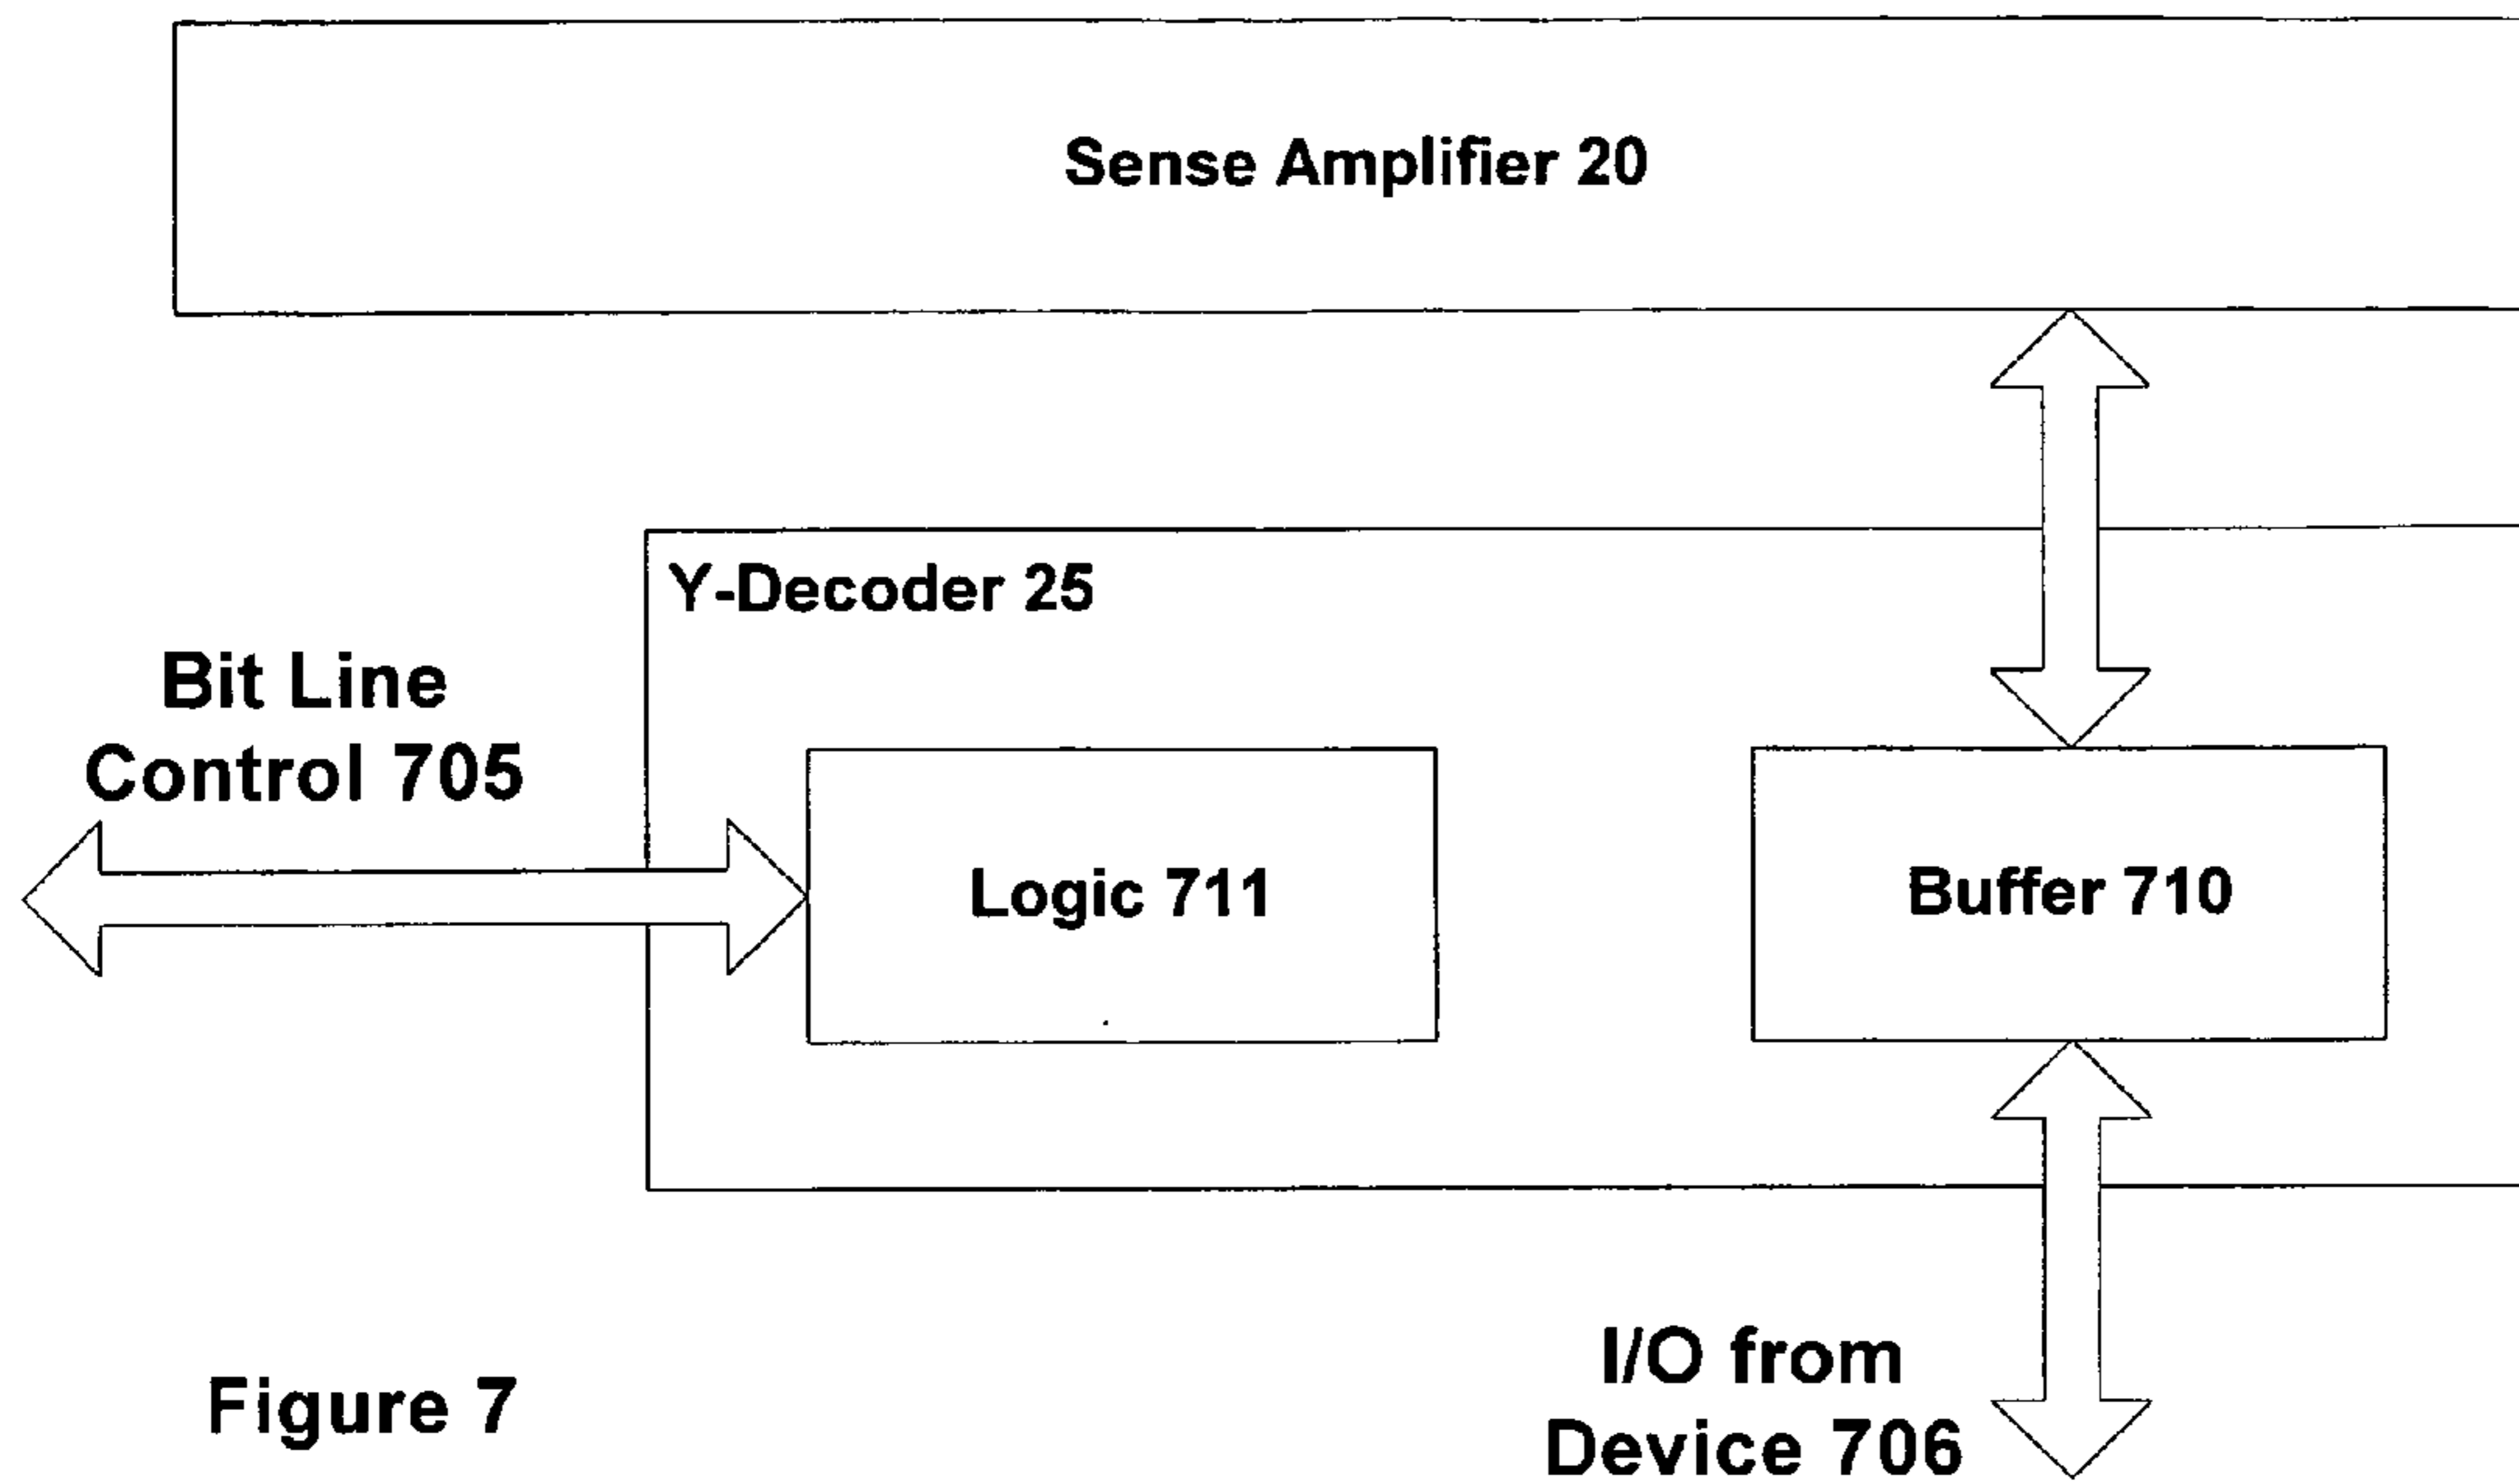 Sense Amplifier 20
Y-Decoder 25
Bit Line
Control 705
Logic 711
Buffer 710
I/O from
Device 706
Figure 7